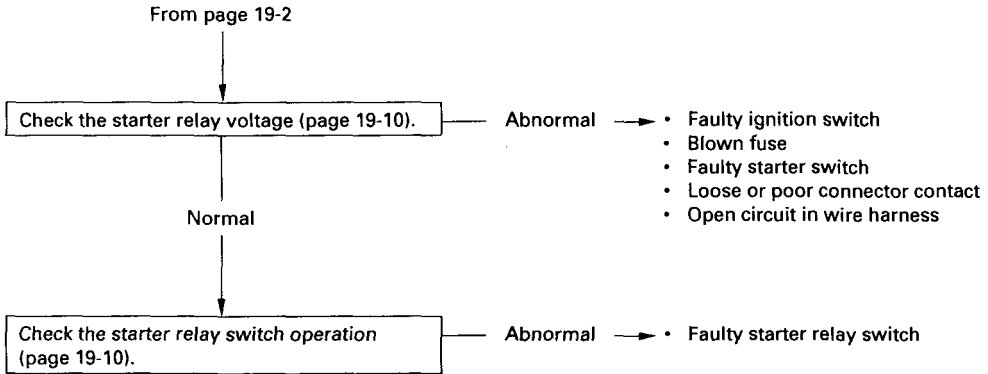 From page 19-2
Check the starter relay voltage (page 19-10).
Abnormal
• Faulty ignition switch
• Blown fuse
• Faulty starter switch
• Loose or poor connector contact
• Open circuit in wire harness
Normal
Check the starter relay switch operation
(page 19-10).
Abnormal
• Faulty starter relay switch